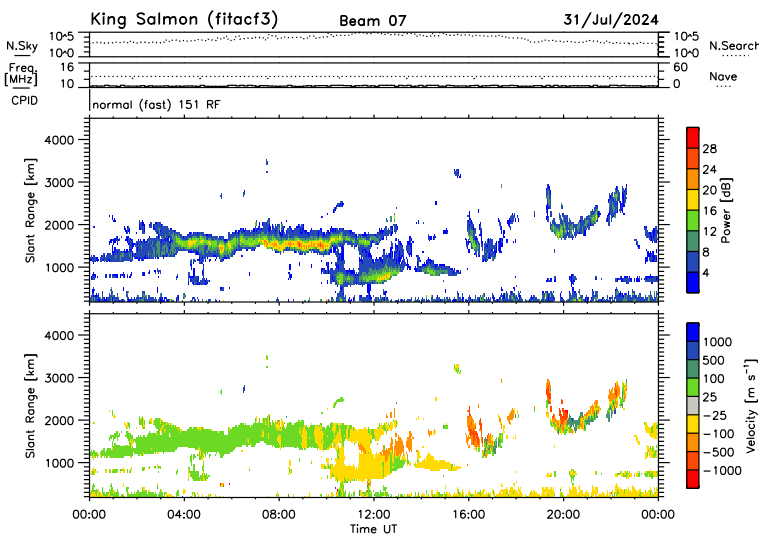 King Salmon (fitacf3) Beam 07 31/Jul/2024
N.Sky 10^5 10^0 10^5 10^0 N.Search
Freq. [MHz] 16 10 60 0 Nave
CPID normal (fast) 151 RF
Slant Range [km]
4000
3000
2000
1000
28
24
20
16
12
8
4
Power [dB]
Slant Range [km]
4000
3000
2000
1000
1000
500
100
25
−25
−100
−500
−1000
Velocity [m s⁻¹]
00:00 04:00 08:00 12:00 16:00 20:00 00:00
Time UT